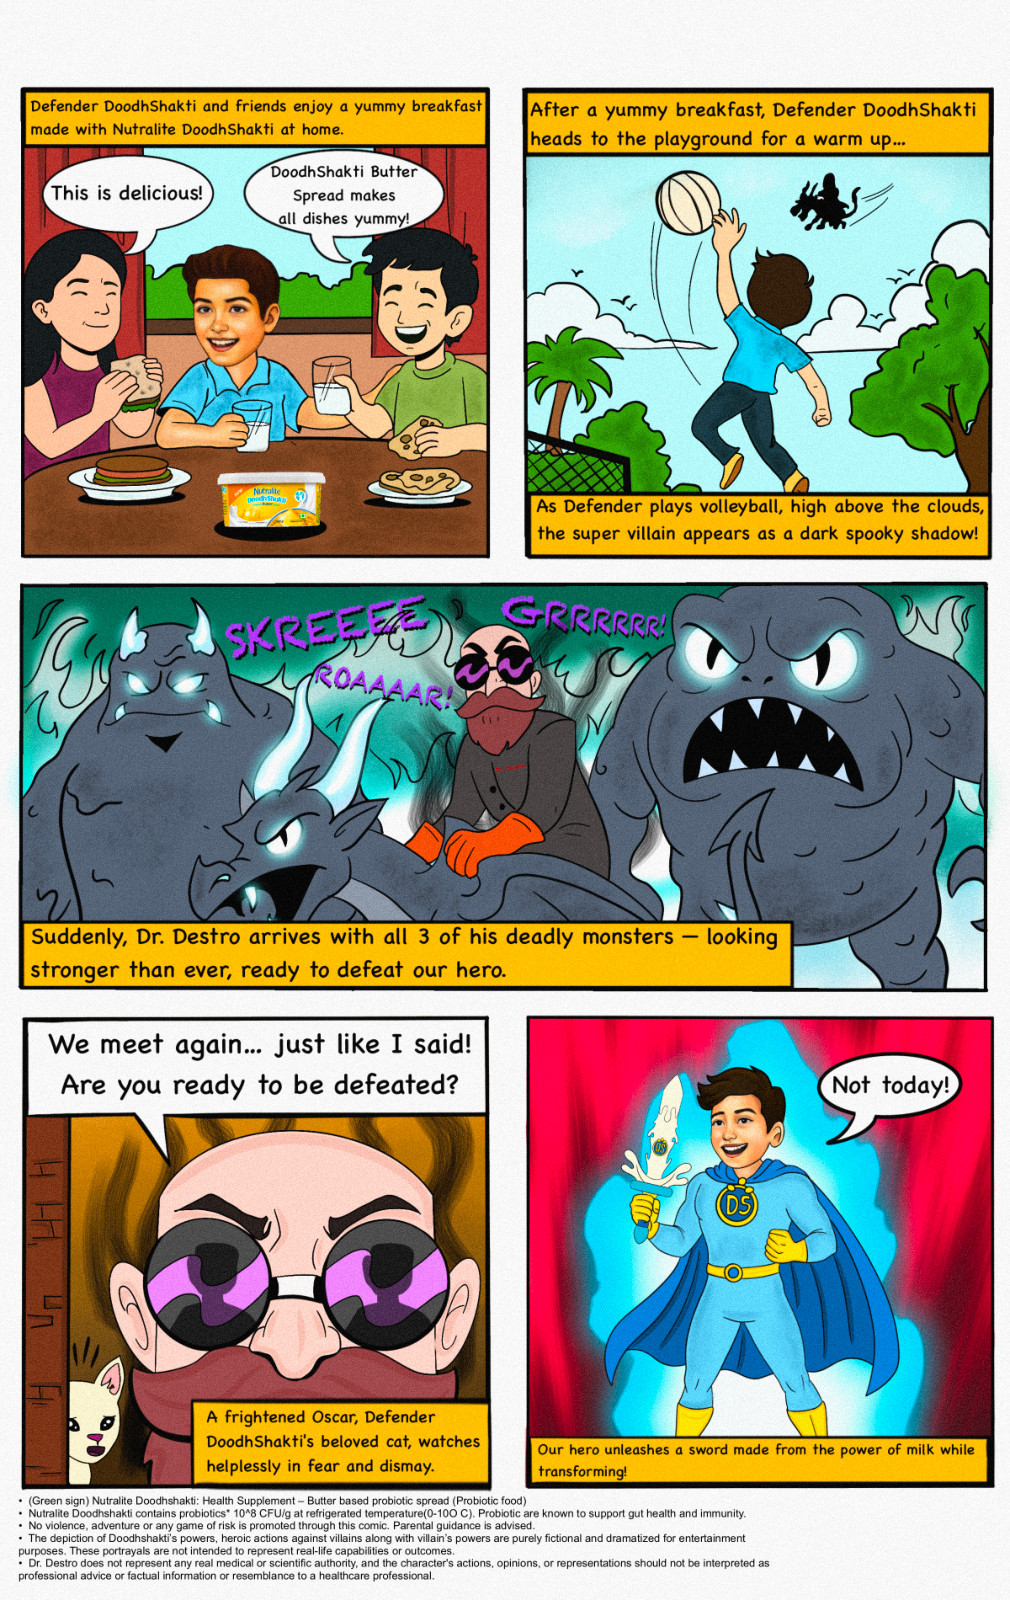 Defender DoodhShakti and friends enjoy a yummy breakfast
made with Nutralite DoodhShakti at home.
This is delicious!
DoodhShakti Butter
Spread makes
all dishes yummy!
Nutralite
DoodhShakti
After a yummy breakfast, Defender DoodhShakti
heads to the playground for a warm up...
As Defender plays volleyball, high above the clouds,
the super villain appears as a dark spooky shadow!
SKREEEE
GRRRRRR!
ROAAAAR!
Suddenly, Dr. Destro arrives with all 3 of his deadly monsters – looking
stronger than ever, ready to defeat our hero.
We meet again... just like I said!
Are you ready to be defeated?
A frightened Oscar, Defender
DoodhShakti's beloved cat, watches
helplessly in fear and dismay.
Not today!
DS
DS
Our hero unleashes a sword made from the power of milk while
transforming!
• (Green sign) Nutralite Doodhshakti: Health Supplement – Butter based probiotic spread (Probiotic food)
• Nutralite Doodhshakti contains probiotics* 10^8 CFU/g at refrigerated temperature(0-10O C). Probiotic are known to support gut health and immunity.
• No violence, adventure or any game of risk is promoted through this comic. Parental guidance is advised.
• The depiction of Doodhshakti's powers, heroic actions against villains along with villain's powers are purely fictional and dramatized for entertainment
purposes. These portrayals are not intended to represent real-life capabilities or outcomes.
• Dr. Destro does not represent any real medical or scientific authority, and the character's actions, opinions, or representations should not be interpreted as
professional advice or factual information or resemblance to a healthcare professional.